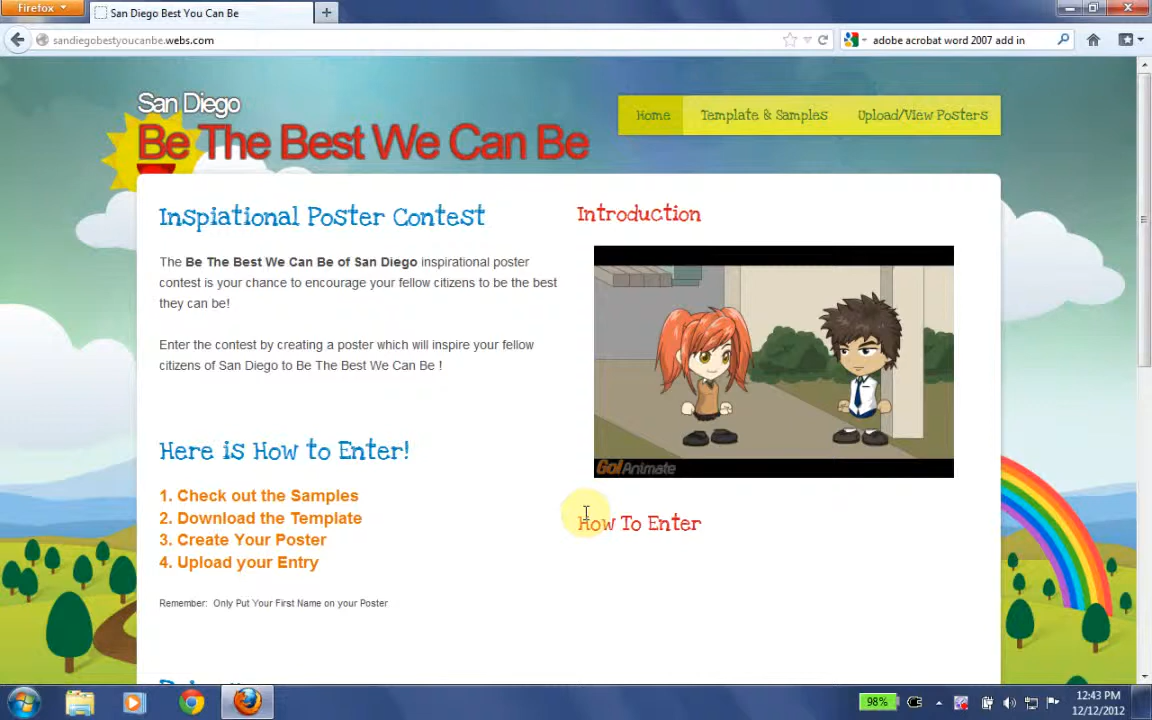 Firefox
San Diego Best You Can Be
sandiegobestyoucanbe.webs.com
adobe acrobat word 2007 add in
San Diego
Be The Best We Can Be
Home
Template & Samples
Upload/View Posters
Inspiational Poster Contest
The Be The Best We Can Be of San Diego inspirational poster
contest is your chance to encourage your fellow citizens to be the best
they can be!
Enter the contest by creating a poster which will inspire your fellow
citizens of San Diego to Be The Best We Can Be !
Here is How to Enter!
1. Check out the Samples
2. Download the Template
3. Create Your Poster
4. Upload your Entry
Remember: Only Put Your First Name on your Poster
Introduction
Go!Animate
How To Enter
98%
12:43 PM
12/12/2012